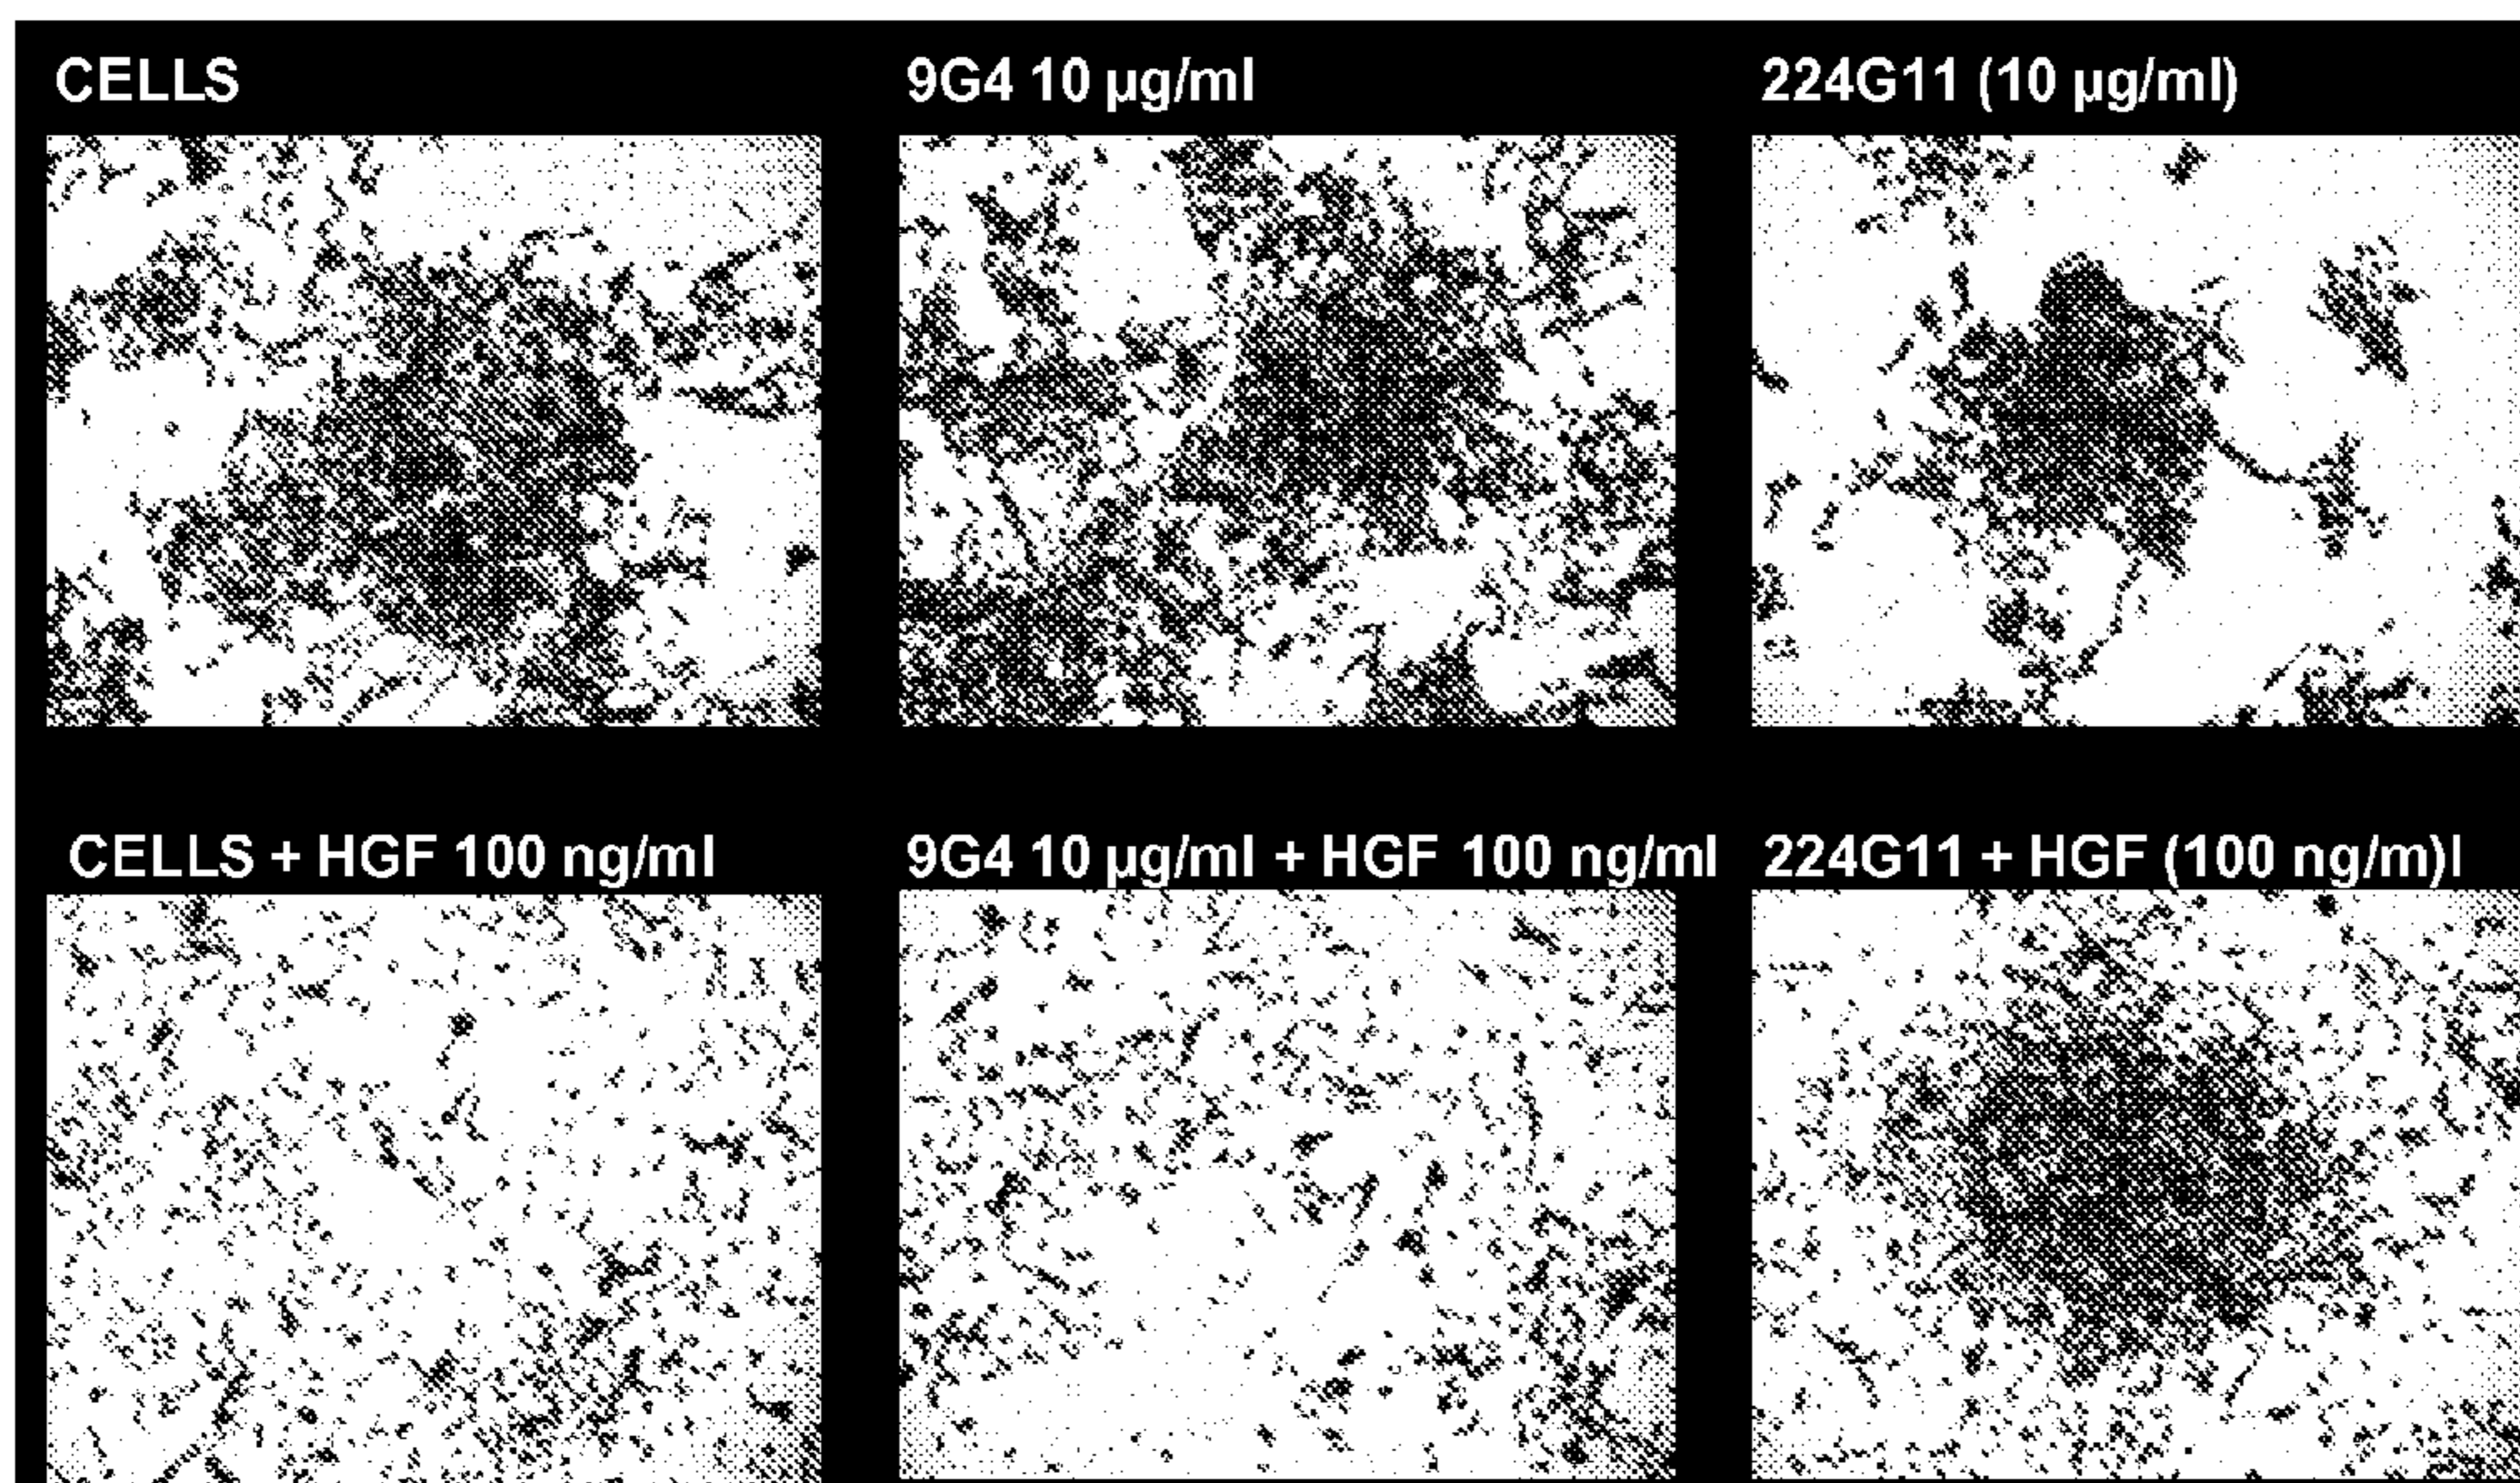 CELLS
9G4 10 µg/ml
224G11 (10 µg/ml)
CELLS + HGF 100 ng/ml
9G4 10 µg/ml + HGF 100 ng/ml
224G11 + HGF (100 ng/m)l